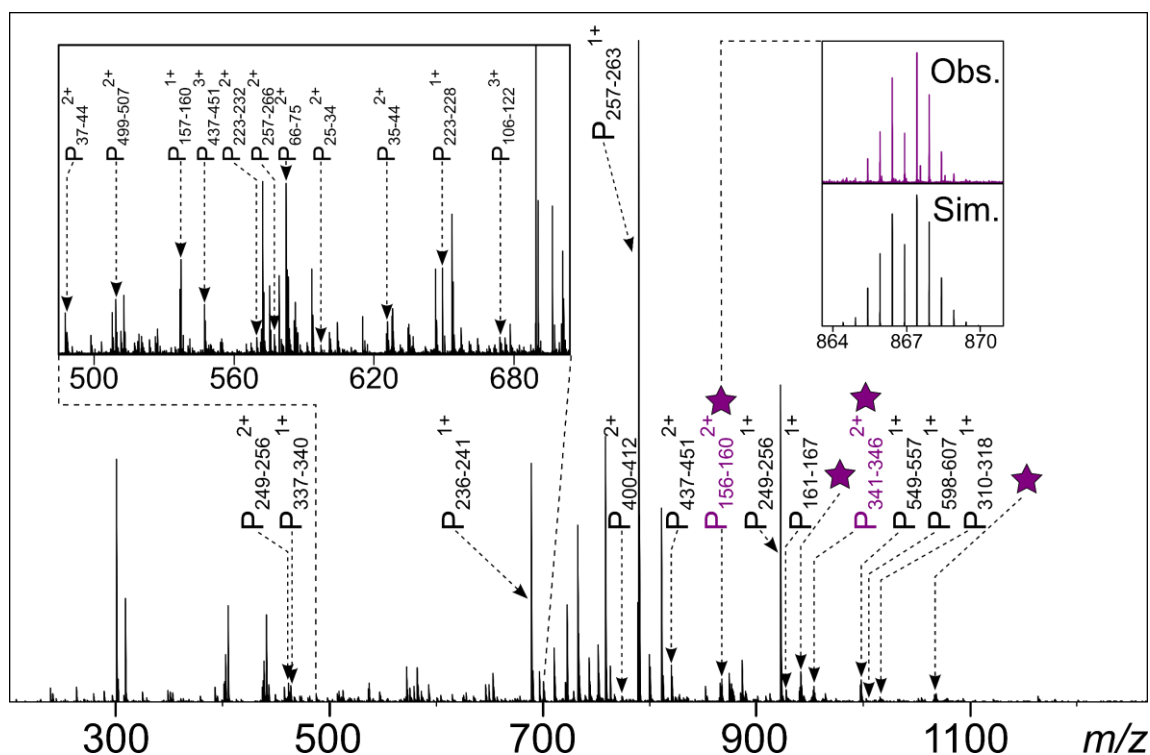 P37-44 2+
P499-507 2+
P157-160 1+
P437-451 3+
P223-232 2+
P257-266 2+
P66-75 2+
P25-34 2+
P35-44 2+
P223-228 1+
P106-122 3+
500 560 620 680
P257-263 1+
Obs.
Sim.
864 867 870
P249-256 2+
P337-340 1+
P236-241 1+
P400-412 2+
P437-451 2+
P156-160 2+
P249-256 1+
P161-167 1+
P341-346 2+
P549-557 1+
P598-607 1+
P310-318 1+
300 500 700 900 1100 m/z